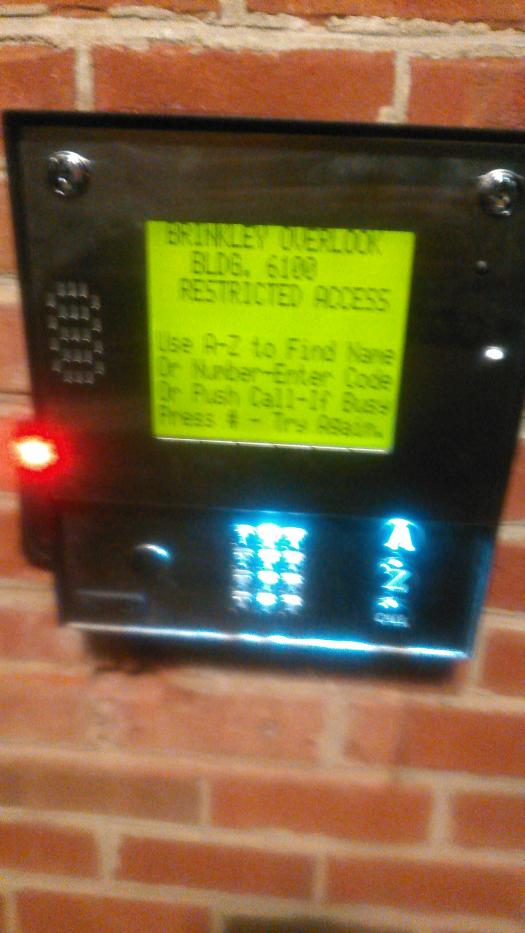 BRINKLEY OVERLOOK
BLDG. 6100
RESTRICTED ACCESS
Use A-Z to Find Name
Or Number-Enter Code
Or Push Call-If Busy
Press # - Try Again.
A
Z
CALL